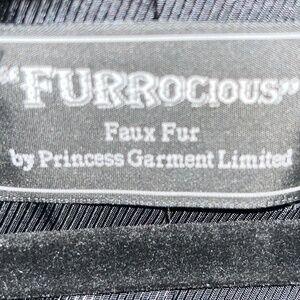 "FURROCIOUS"
Faux Fur
by Princess Garment Limited